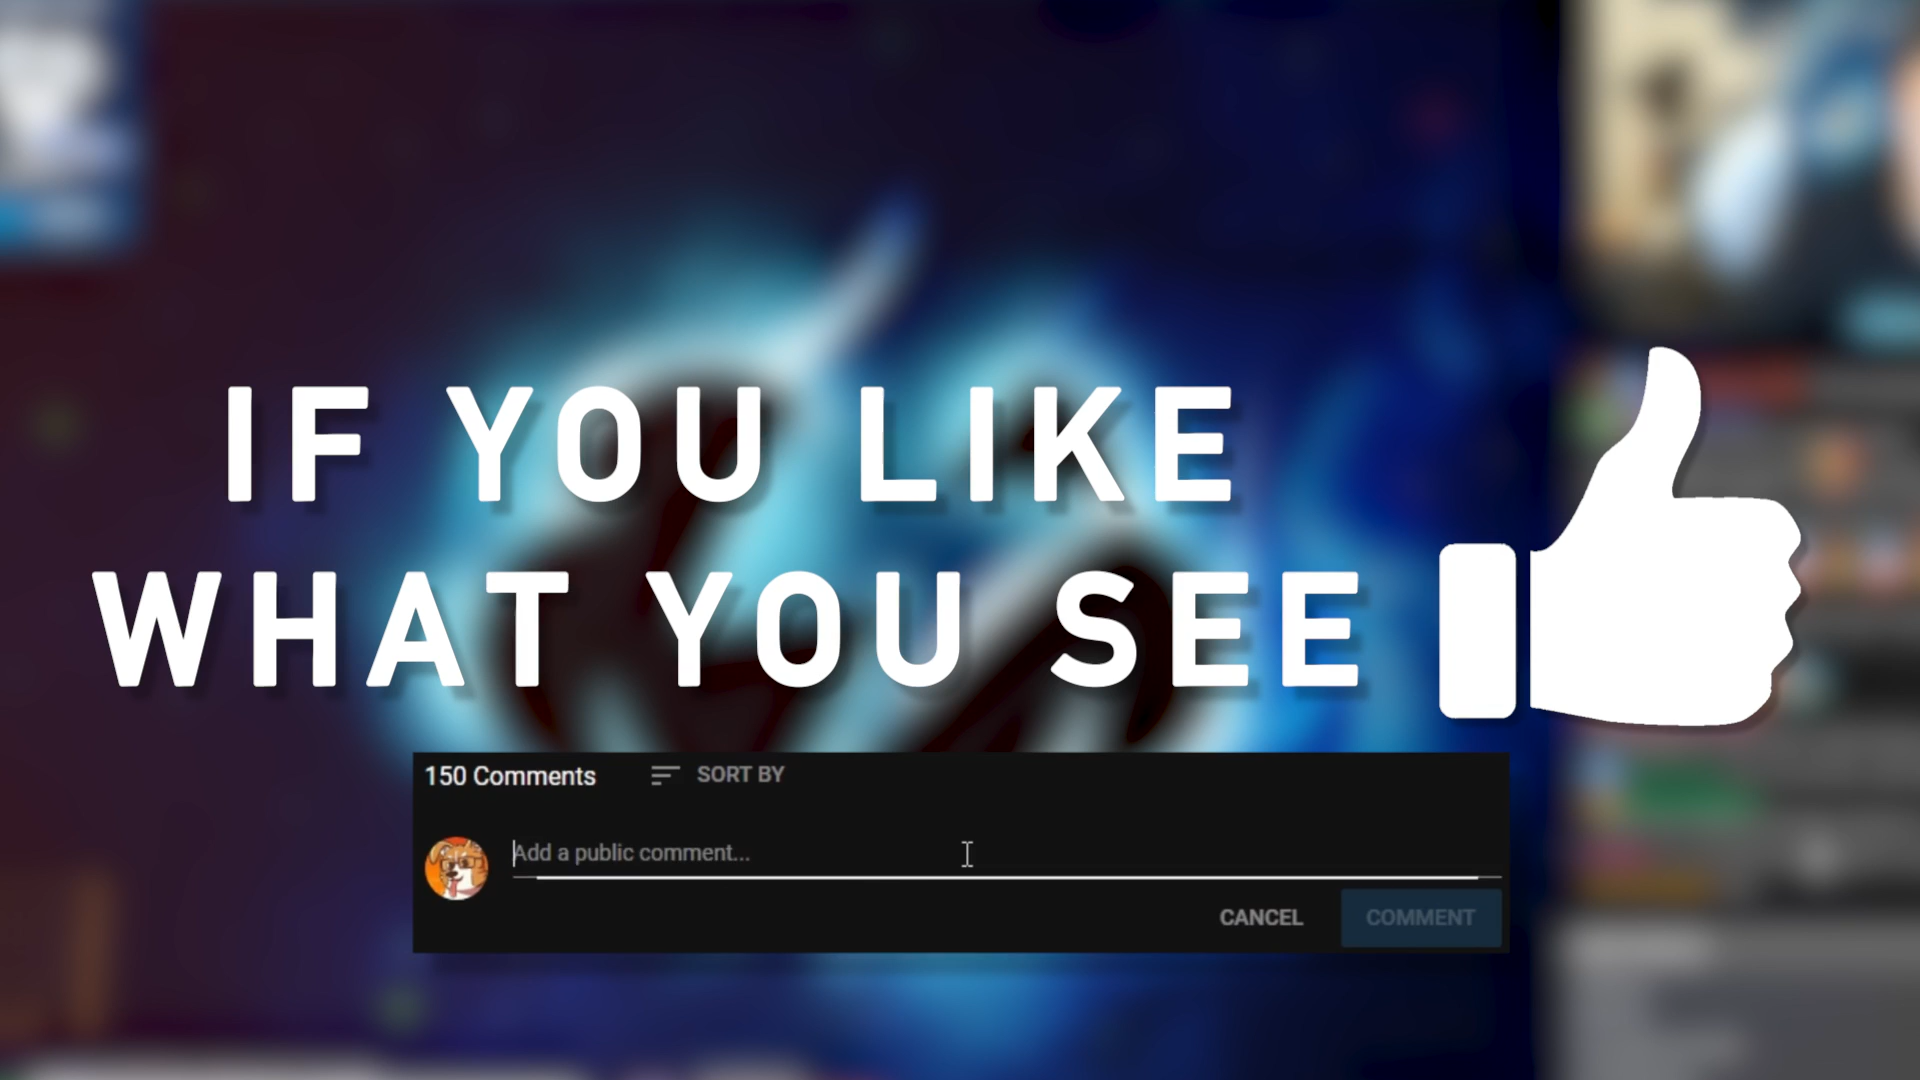 IF YOU LIKE
WHAT YOU SEE
150 Comments SORT BY
Add a public comment...
CANCEL COMMENT